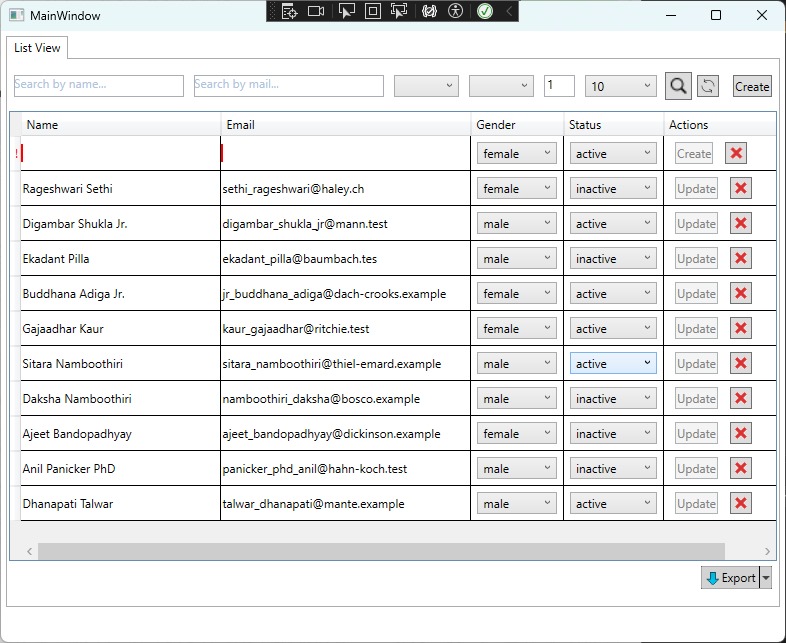 MainWindow
List View
Search by name... Search by mail... 1 10 Create
Name Email Gender Status Actions
! female active Create
Rageshwari Sethi sethi_rageshwari@haley.ch female inactive Update
Digambar Shukla Jr. digambar_shukla_jr@mann.test male active Update
Ekadant Pilla ekadant_pilla@baumbach.tes male inactive Update
Buddhana Adiga Jr. jr_buddhana_adiga@dach-crooks.example female active Update
Gajaadhar Kaur kaur_gajaadhar@ritchie.test female active Update
Sitara Namboothiri sitara_namboothiri@thiel-emard.example male active Update
Daksha Namboothiri namboothiri_daksha@bosco.example male inactive Update
Ajeet Bandopadhyay ajeet_bandopadhyay@dickinson.example female inactive Update
Anil Panicker PhD panicker_phd_anil@hahn-koch.test male inactive Update
Dhanapati Talwar talwar_dhanapati@mante.example male active Update
Export